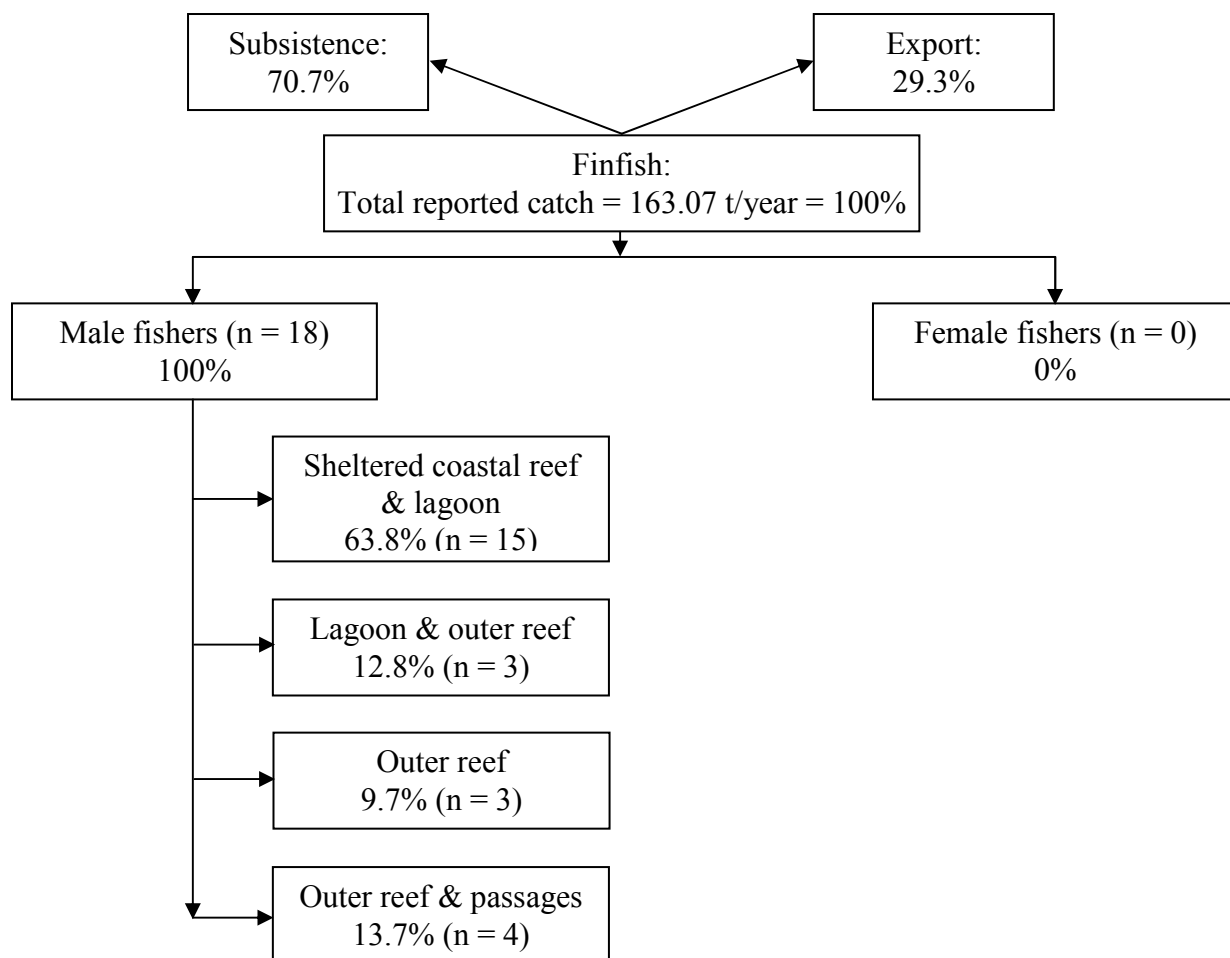 Subsistence:
70.7%
Export:
29.3%
Finfish:
Total reported catch = 163.07 t/year = 100%
Male fishers (n = 18)
100%
Female fishers (n = 0)
0%
Sheltered coastal reef
& lagoon
63.8% (n = 15)
Lagoon & outer reef
12.8% (n = 3)
Outer reef
9.7% (n = 3)
Outer reef & passages
13.7% (n = 4)